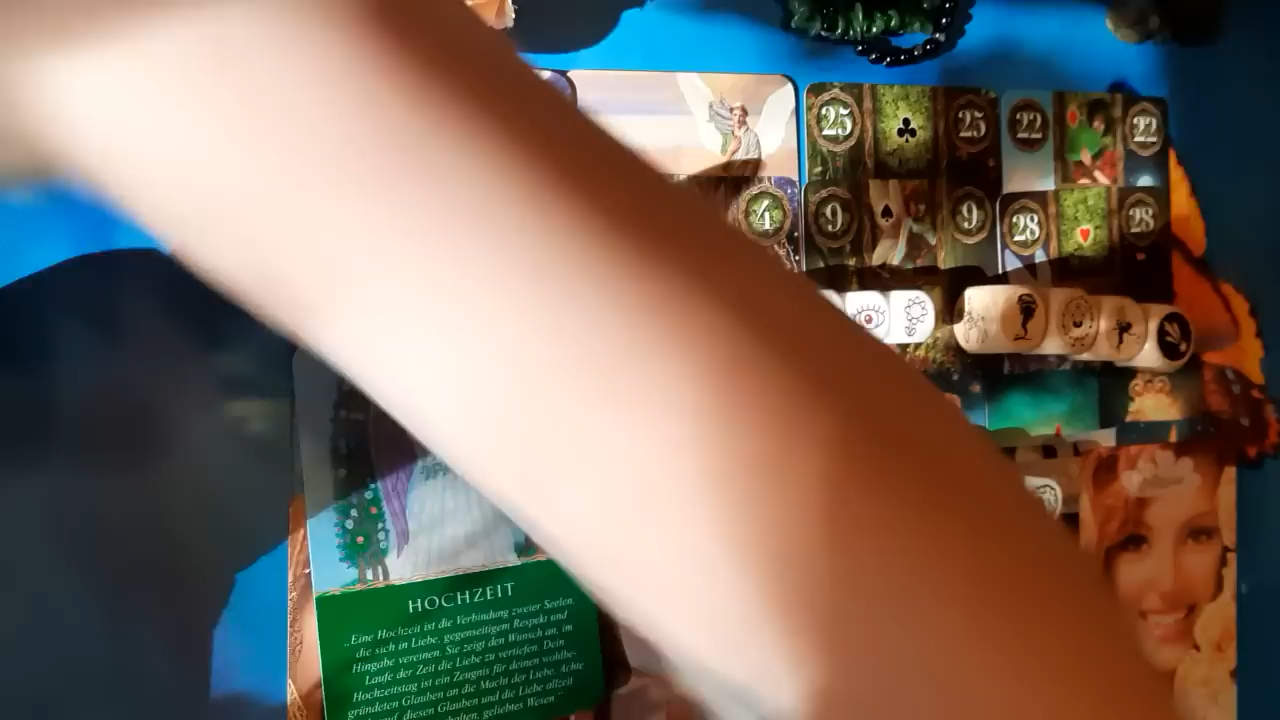 25 25 22 22
4 9 9 28 28
HOCHZEIT
„Eine Hochzeit ist die Verbindung zweier Seelen,
die sich in Liebe, gegenseitigem Respekt und
Hingabe vereinen. Sie zeigt den Wunsch an, im
Laufe der Zeit die Liebe zu vertiefen. Dein
Hochzeitstag ist ein Zeugnis für deinen wohlbe-
gründeten Glauben an die Macht der Liebe. Achte
auf diesen Glauben und die Liebe allzeit
geliebtes Wesen."